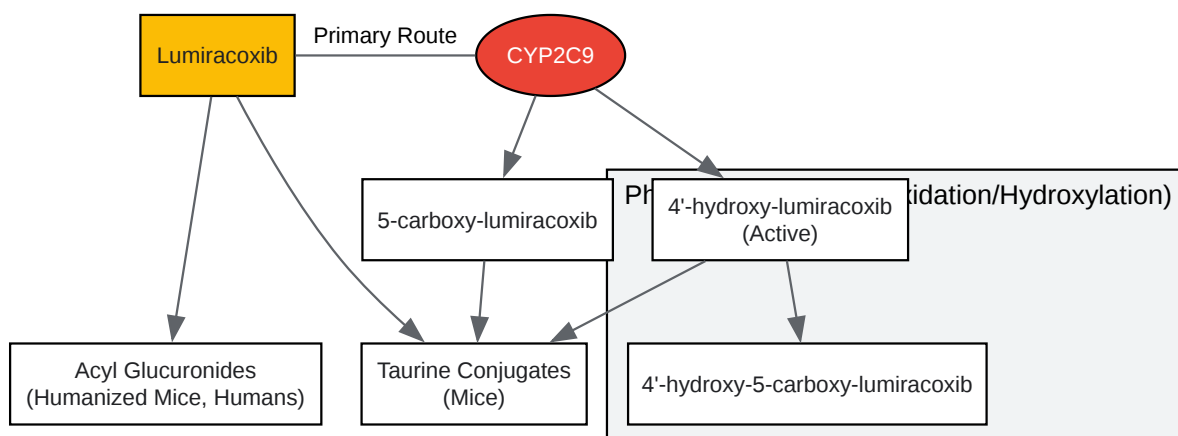 Lumiracoxib
Primary Route
CYP2C9
5-carboxy-lumiracoxib
4'-hydroxy-lumiracoxib
(Active)
xidation/Hydroxylation)
Acyl Glucuronides
(Humanized Mice, Humans)
Taurine Conjugates
(Mice)
4'-hydroxy-5-carboxy-lumiracoxib